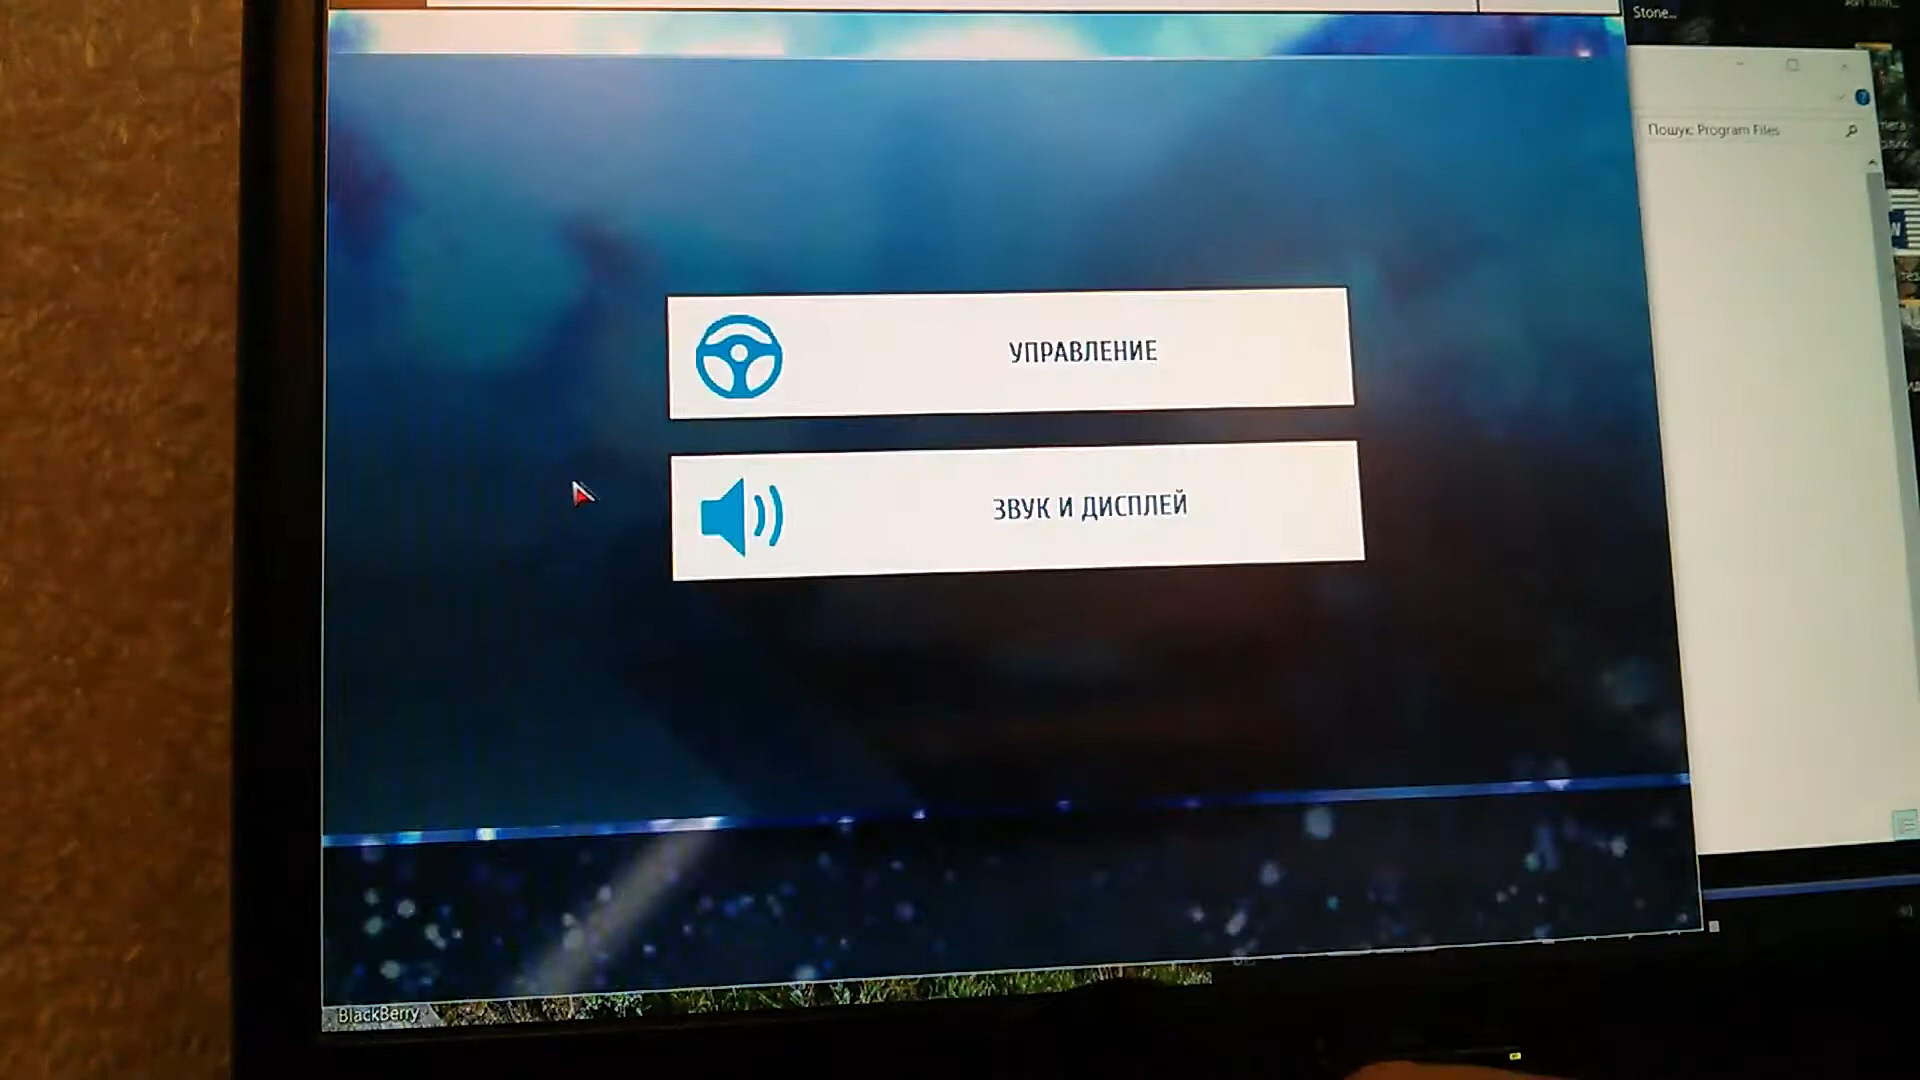 Stone...
Пошук: Program Files
УПРАВЛЕНИЕ
ЗВУК И ДИСПЛЕЙ
BlackBerry